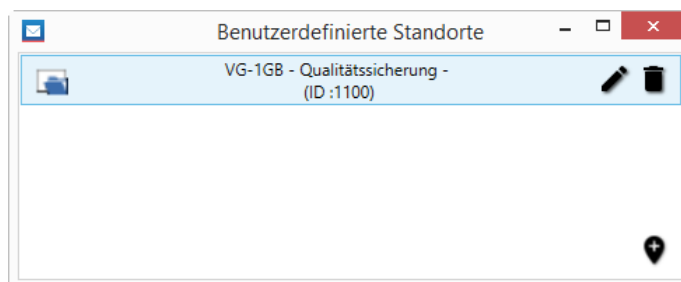 Benutzerdefinierte Standorte
VG-1GB - Qualitätssicherung -
(ID :1100)